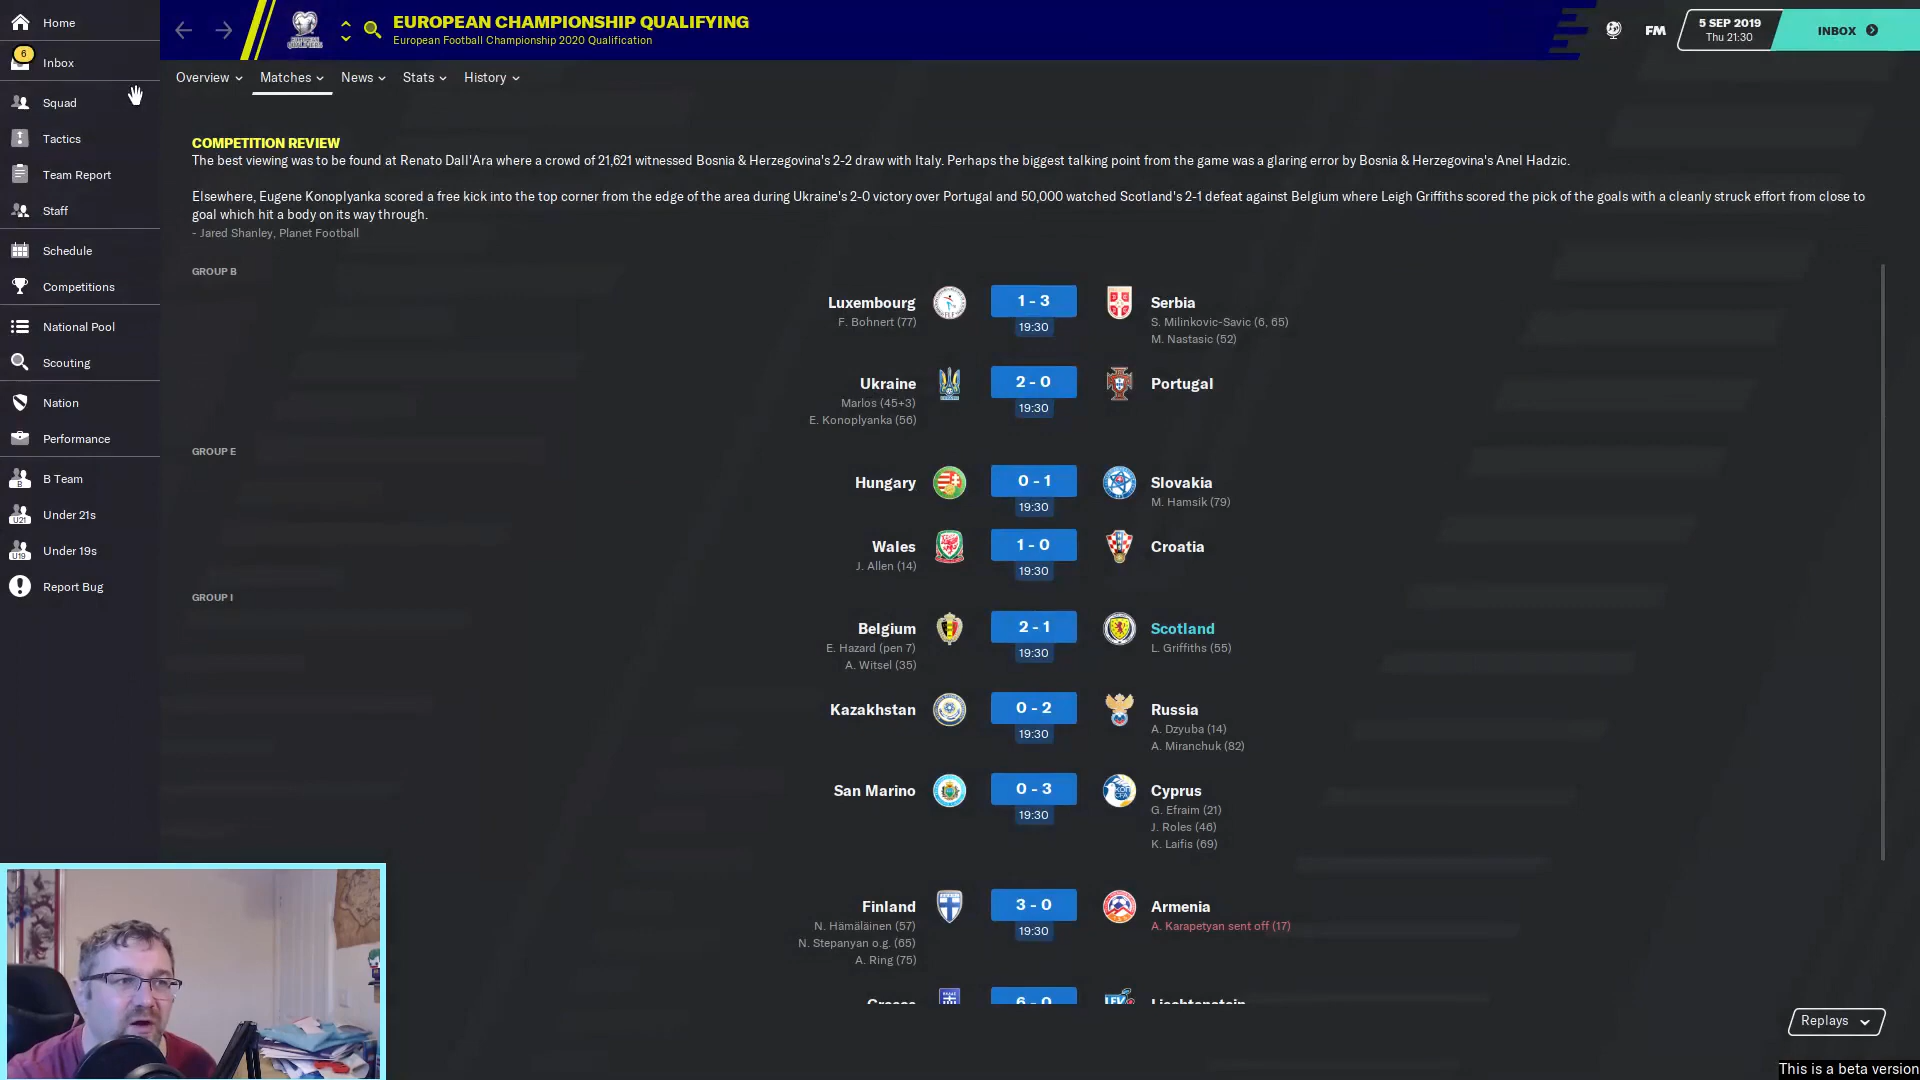 Home
6
Inbox
Squad
Tactics
Team Report
Staff
Schedule
Competitions
National Pool
Scouting
Nation
Performance
B
B Team
U21
Under 21s
U19
Under 19s
Report Bug
EUROPEAN CHAMPIONSHIP QUALIFYING
European Football Championship 2020 Qualification
FM
5 SEP 2019
Thu 21:30
INBOX
Overview
Matches
News
Stats
History
COMPETITION REVIEW
The best viewing was to be found at Renato Dall'Ara where a crowd of 21,621 witnessed Bosnia & Herzegovina's 2-2 draw with Italy. Perhaps the biggest talking point from the game was a glaring error by Bosnia & Herzegovina's Anel Hadzic.
Elsewhere, Eugene Konoplyanka scored a free kick into the top corner from the edge of the area during Ukraine's 2-0 victory over Portugal and 50,000 watched Scotland's 2-1 defeat against Belgium where Leigh Griffiths scored the pick of the goals with a cleanly struck effort from close to
goal which hit a body on its way through.
- Jared Shanley, Planet Football
GROUP B
Luxembourg 1 - 3 Serbia
F. Bohnert (77) 19:30 S. Milinkovic-Savic (6, 65)
M. Nastasic (52)
Ukraine 2 - 0 Portugal
Marlos (45+3) 19:30
E. Konoplyanka (56)
GROUP E
Hungary 0 - 1 Slovakia
19:30 M. Hamsik (79)
Wales 1 - 0 Croatia
J. Allen (14) 19:30
GROUP I
Belgium 2 - 1 Scotland
E. Hazard (pen 7) 19:30 L. Griffiths (55)
A. Witsel (35)
Kazakhstan 0 - 2 Russia
19:30 A. Dzyuba (14)
A. Miranchuk (82)
San Marino 0 - 3 Cyprus
19:30 G. Efraim (21)
J. Roles (46)
K. Laifis (69)
Finland 3 - 0 Armenia
N. Hämäläinen (57) 19:30 A. Karapetyan sent off (17)
N. Stepanyan o.g. (65)
A. Ring (75)
Greece 6 - 0 Liechtenstein
Replays
This is a beta version